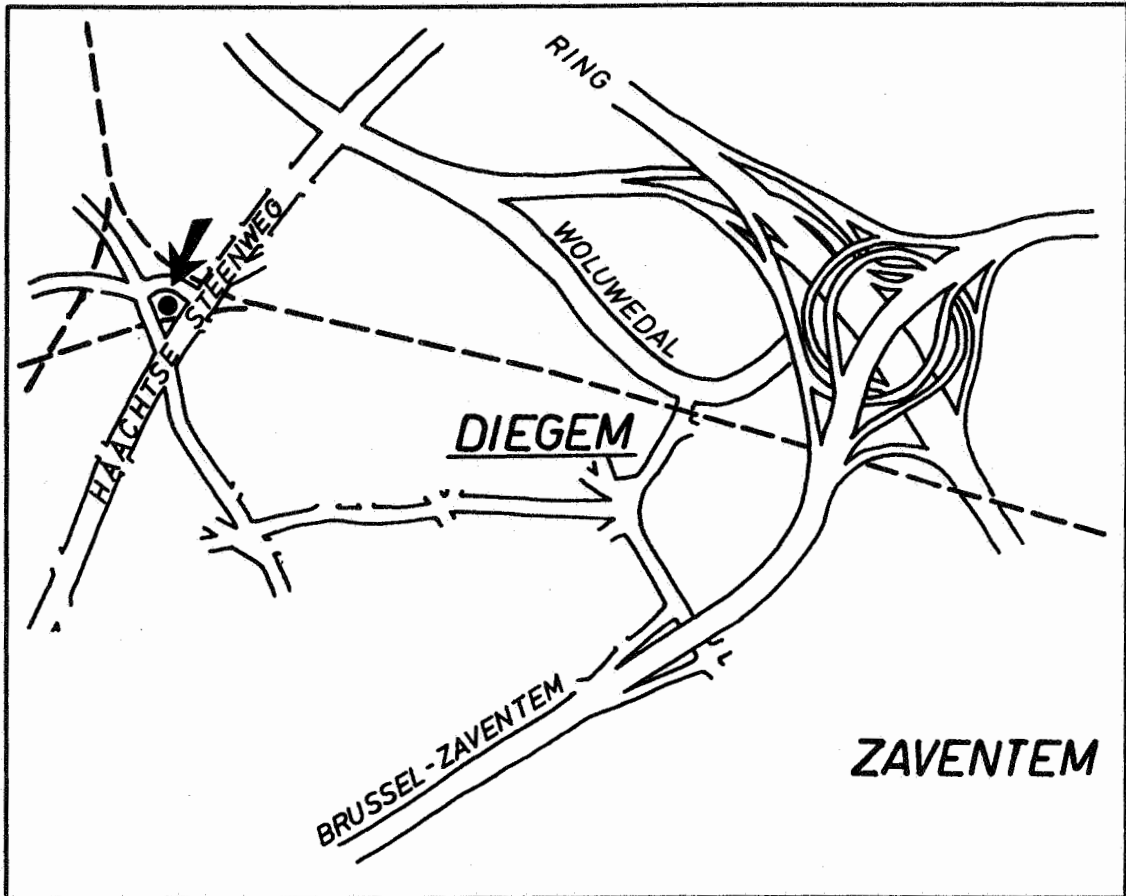 RING
HAACHTSE STEENWEG
WOLUWEDAL
DIEGEM
BRUSSEL-ZAVENTEM
ZAVENTEM